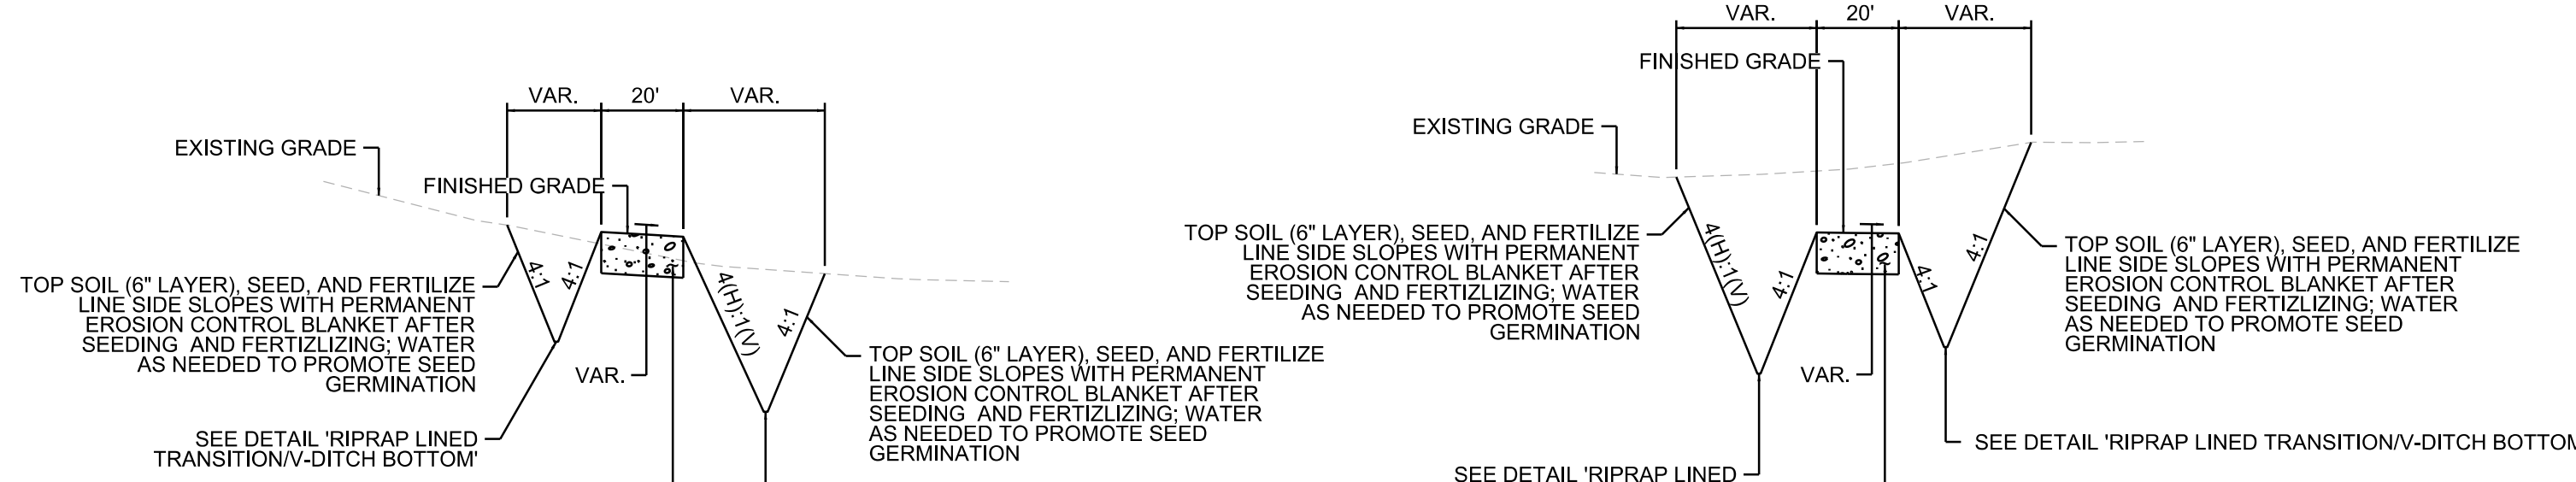 VAR.
20'
VAR.
EXISTING GRADE
FINISHED GRADE
TOP SOIL (6" LAYER), SEED, AND FERTILIZE
LINE SIDE SLOPES WITH PERMANENT
EROSION CONTROL BLANKET AFTER
SEEDING AND FERTIZLIZING; WATER
AS NEEDED TO PROMOTE SEED
GERMINATION
4:1
4:1
4(H):1(V)
4:1
VAR.
TOP SOIL (6" LAYER), SEED, AND FERTILIZE
LINE SIDE SLOPES WITH PERMANENT
EROSION CONTROL BLANKET AFTER
SEEDING AND FERTIZLIZING; WATER
AS NEEDED TO PROMOTE SEED
GERMINATION
SEE DETAIL 'RIPRAP LINED
TRANSITION/V-DITCH BOTTOM'
VAR.
20'
VAR.
FINISHED GRADE
EXISTING GRADE
TOP SOIL (6" LAYER), SEED, AND FERTILIZE
LINE SIDE SLOPES WITH PERMANENT
EROSION CONTROL BLANKET AFTER
SEEDING AND FERTIZLIZING; WATER
AS NEEDED TO PROMOTE SEED
GERMINATION
4(H):1(V)
4:1
4:1
4:1
TOP SOIL (6" LAYER), SEED, AND FERTILIZE
LINE SIDE SLOPES WITH PERMANENT
EROSION CONTROL BLANKET AFTER
SEEDING AND FERTIZLIZING; WATER
AS NEEDED TO PROMOTE SEED
GERMINATION
VAR.
SEE DETAIL 'RIPRAP LINED TRANSITION/V-DITCH BOTTOM
SEE DETAIL 'RIPRAP LINED